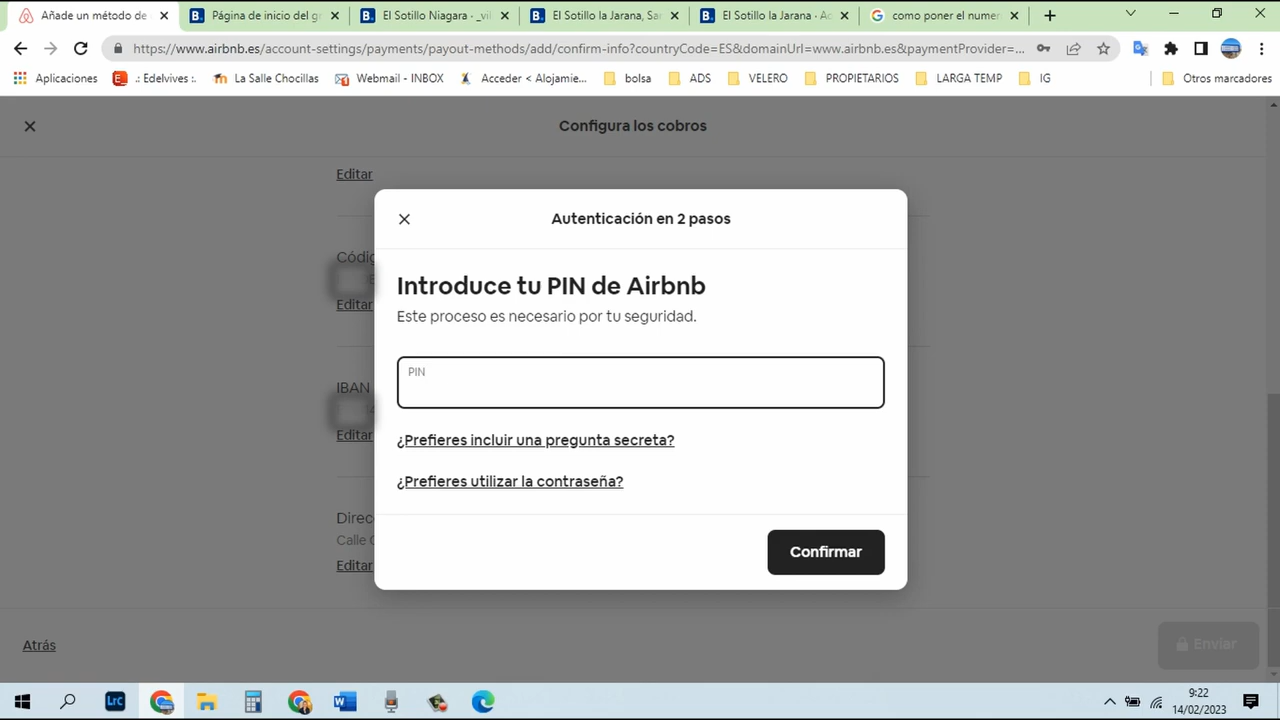 Añade un método de
Página de inicio del gr
El Sotillo Niagara · _vil
El Sotillo la Jarana, Sar
El Sotillo la Jarana · Ac
como poner el numer
https://www.airbnb.es/account-settings/payments/payout-methods/add/confirm-info?countryCode=ES&domainUrl=www.airbnb.es&paymentProvider=...
Aplicaciones
.: Edelvives :.
La Salle Chocillas
Webmail - INBOX
Acceder < Alojamie...
bolsa
ADS
VELERO
PROPIETARIOS
LARGA TEMP
IG
Otros marcadores
Configura los cobros
Editar
Autenticación en 2 pasos
Códig
Introduce tu PIN de Airbnb
Editar
Este proceso es necesario por tu seguridad.
PIN
IBAN
Editar
¿Prefieres incluir una pregunta secreta?
¿Prefieres utilizar la contraseña?
Direc
Calle
Confirmar
Editar
Atrás
Enviar
LrC
W
9:22
14/02/2023